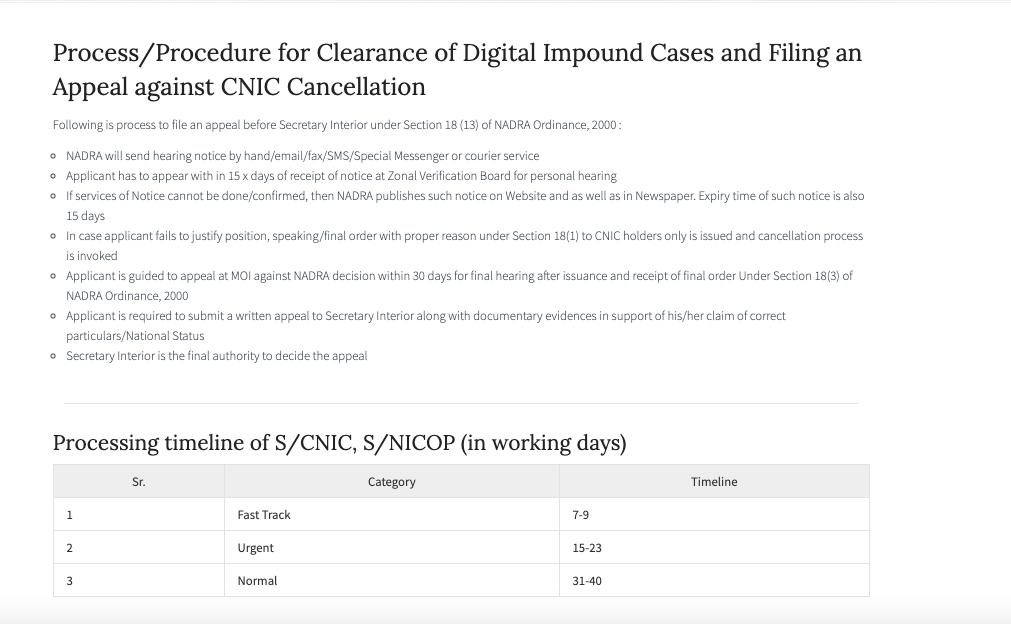 Process/Procedure for Clearance of Digital Impound Cases and Filing an
Appeal against CNIC Cancellation
Following is process to file an appeal before Secretary Interior under Section 18 (13) of NADRA Ordinance, 2000 :
NADRA will send hearing notice by hand/email/fax/SMS/Special Messenger or courier service
Applicant has to appear with in 15 x days of receipt of notice at Zonal Verification Board for personal hearing
If services of Notice cannot be done/confirmed, then NADRA publishes such notice on Website and as well as in Newspaper. Expiry time of such notice is also
15 days
In case applicant fails to justify position, speaking/final order with proper reason under Section 18(1) to CNIC holders only is issued and cancellation process
is invoked
Applicant is guided to appeal at MOI against NADRA decision within 30 days for final hearing after issuance and receipt of final order Under Section 18(3) of
NADRA Ordinance, 2000
Applicant is required to submit a written appeal to Secretary Interior along with documentary evidences in support of his/her claim of correct
particulars/National Status
Secretary Interior is the final authority to decide the appeal
Processing timeline of S/CNIC, S/NICOP (in working days)
Sr. Category Timeline
1 Fast Track 7-9
2 Urgent 15-23
3 Normal 31-40